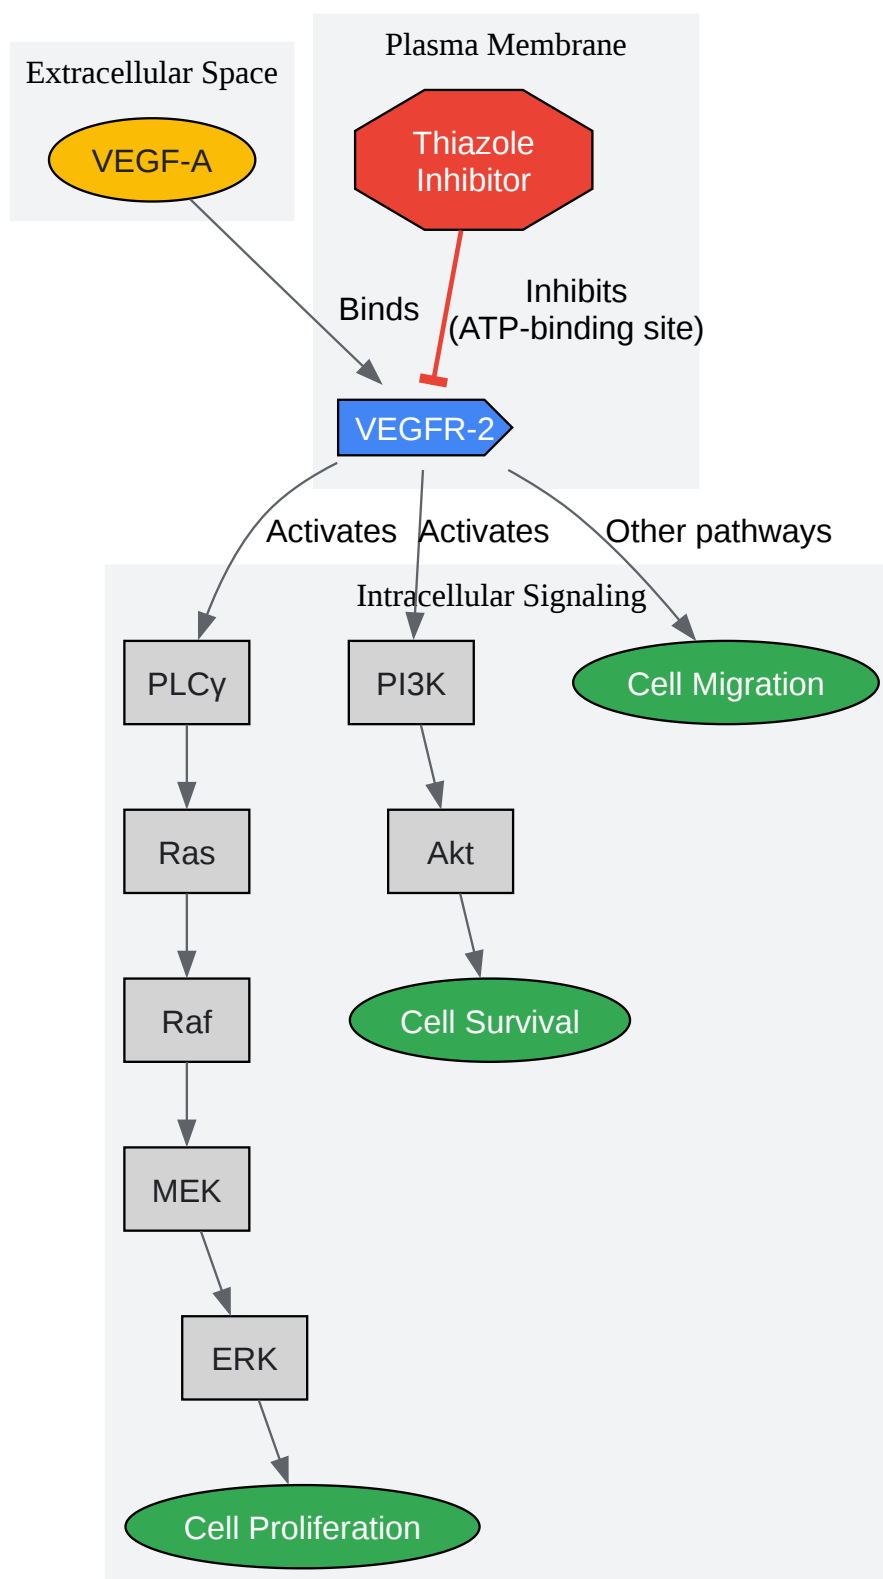 Plasma Membrane
Extracellular Space
VEGF-A
Thiazole
Inhibitor
Binds
Inhibits
(ATP-binding site)
VEGFR-2
Activates
Activates
Other pathways
Intracellular Signaling
PLCγ
PI3K
Cell Migration
Ras
Akt
Raf
Cell Survival
MEK
ERK
Cell Proliferation